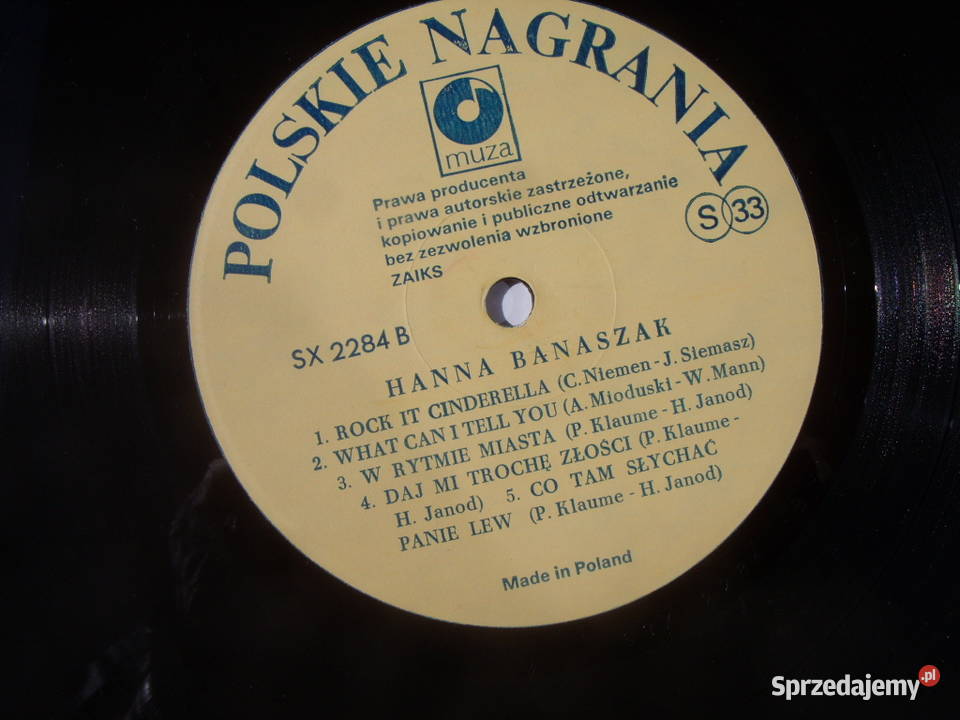 POLSKIE NAGRANIA
muza
Prawa producenta
i prawa autorskie zastrzeżone,
kopiowanie i publiczne odtwarzanie
bez zezwolenia wzbronione
ZAIKS
S 33
SX 2284 B
HANNA BANASZAK
1. ROCK IT CINDERELLA (C. Niemen - J. Siemasz)
2. WHAT CAN I TELL YOU (A. Mioduski - W. Mann)
3. W RYTMIE MIASTA (P. Klaume - H. Janod)
4. DAJ MI TROCHĘ ZŁOŚCI (P. Klaume -
H. Janod) 5. CO TAM SŁYCHAĆ
PANIE LEW (P. Klaume - H. Janod)
Made in Poland
Sprzedajemy.pl